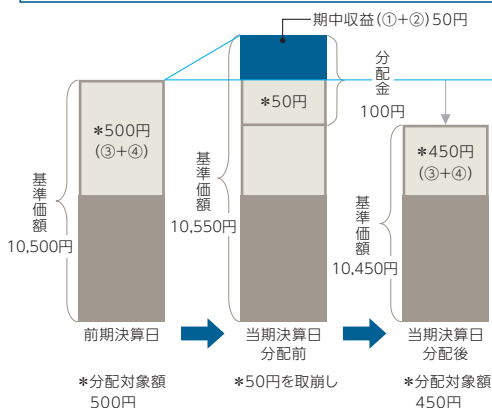 期中収益(①+②)50円
分配金
100円
＊500円
(③+④)
＊50円
＊450円
(③+④)
基準価額
10,500円
基準価額
10,550円
基準価額
10,450円
前期決算日
当期決算日
分配前
当期決算日
分配後
＊分配対象額
500円
＊50円を取崩し
＊分配対象額
450円